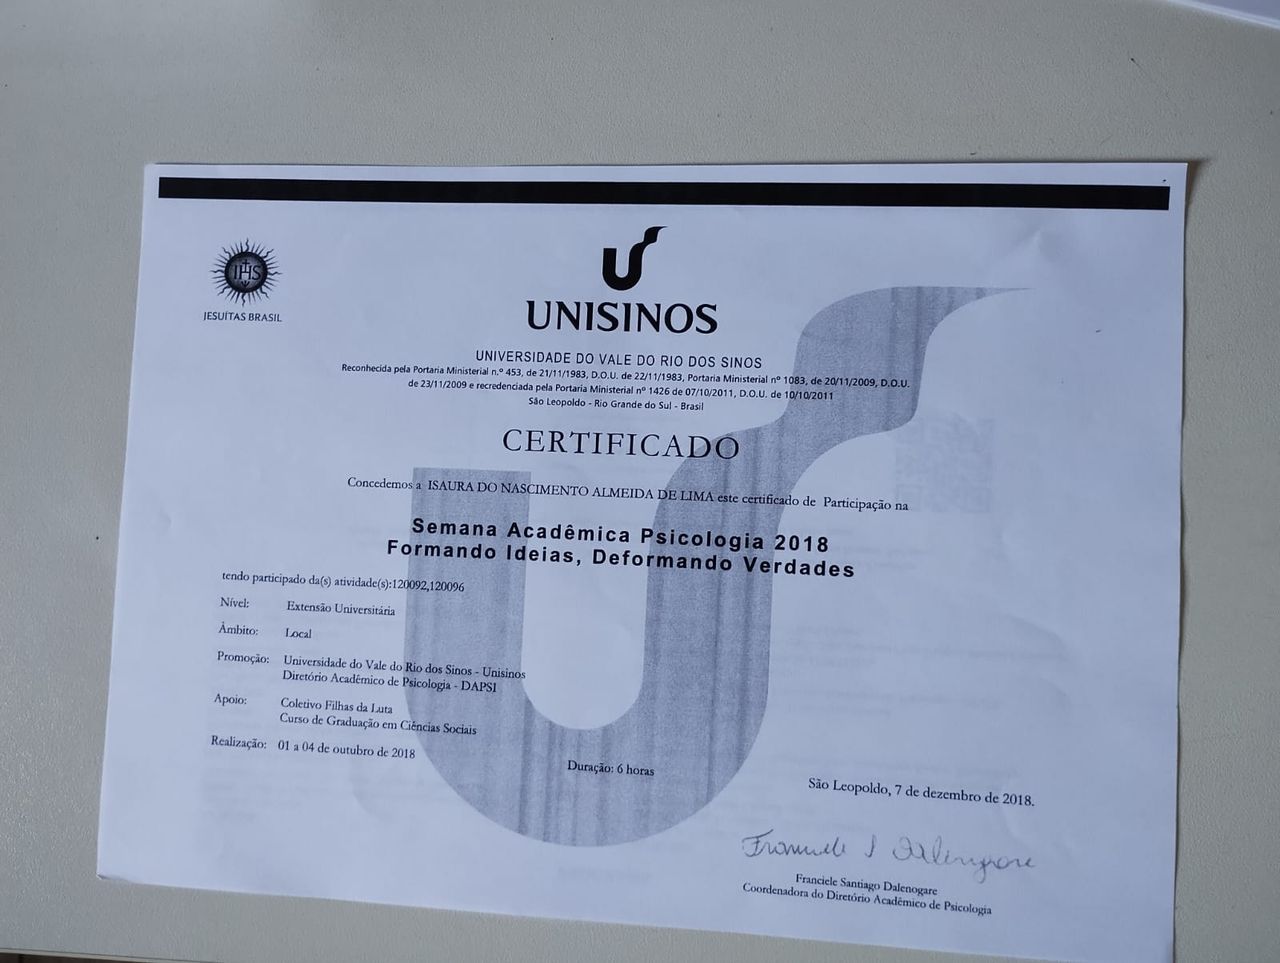 IHS
JESUÍTAS BRASIL
UNISINOS
UNIVERSIDADE DO VALE DO RIO DOS SINOS
Reconhecida pela Portaria Ministerial n.º 453, de 21/11/1983, D.O.U. de 22/11/1983, Portaria Ministerial nº 1083, de 20/11/2009, D.O.U.
de 23/11/2009 e recredenciada pela Portaria Ministerial nº 1426 de 07/10/2011, D.O.U. de 10/10/2011
São Leopoldo - Rio Grande do Sul - Brasil
CERTIFICADO
Concedemos a ISAURA DO NASCIMENTO ALMEIDA DE LIMA este certificado de Participação na
Semana Acadêmica Psicologia 2018
Formando Ideias, Deformando Verdades
tendo participado da(s) atividade(s):120092,120096
Nível: Extensão Universitária
Âmbito: Local
Promoção: Universidade do Vale do Rio dos Sinos - Unisinos
Diretório Acadêmico de Psicologia - DAPSI
Apoio: Coletivo Filhas da Luta
Curso de Graduação em Ciências Sociais
Realização: 01 a 04 de outubro de 2018
Duração: 6 horas
São Leopoldo, 7 de dezembro de 2018.
Franciele S Dalenogare
Franciele Santiago Dalenogare
Coordenadora do Diretório Acadêmico de Psicologia